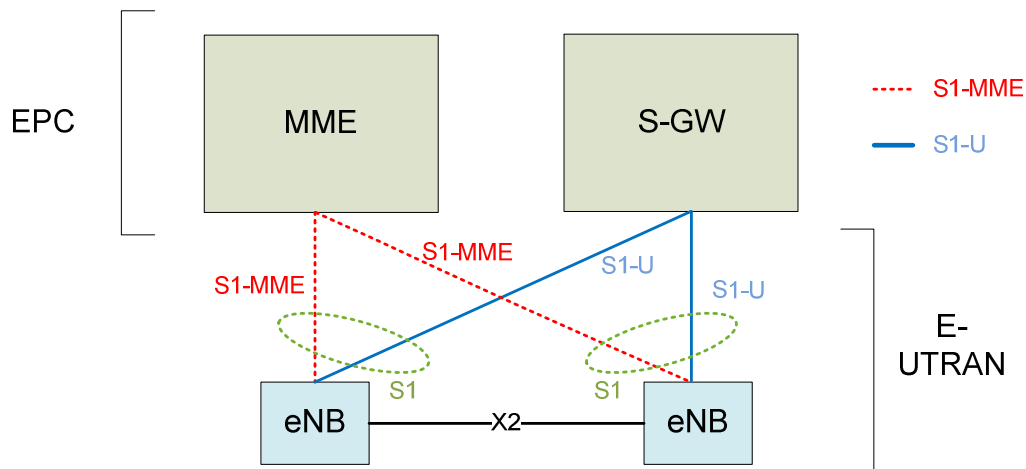 EPC
MME
S-GW
S1-MME
S1-U
S1-MME
S1-U
S1-MME
S1-U
E-
UTRAN
S1
S1
eNB
X2
eNB